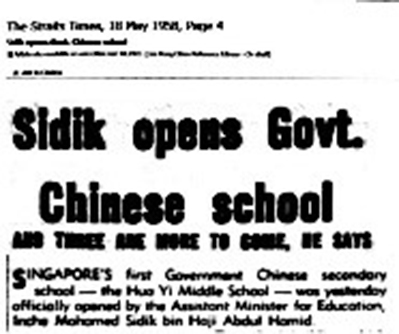 The Straits Times, 18 May 1958, Page 4
Sidik opens Govt. Chinese school
Sidik opens Govt.
Chinese school
AND THREE ARE MORE TO COME, HE SAYS
SINGAPORE'S first Government Chinese secondary
school — the Hua Yi Middle School — was yesterday
officially opened by the Assistant Minister for Education,
Inche Mohamed Sidik bin Haji Abdul Hamid.